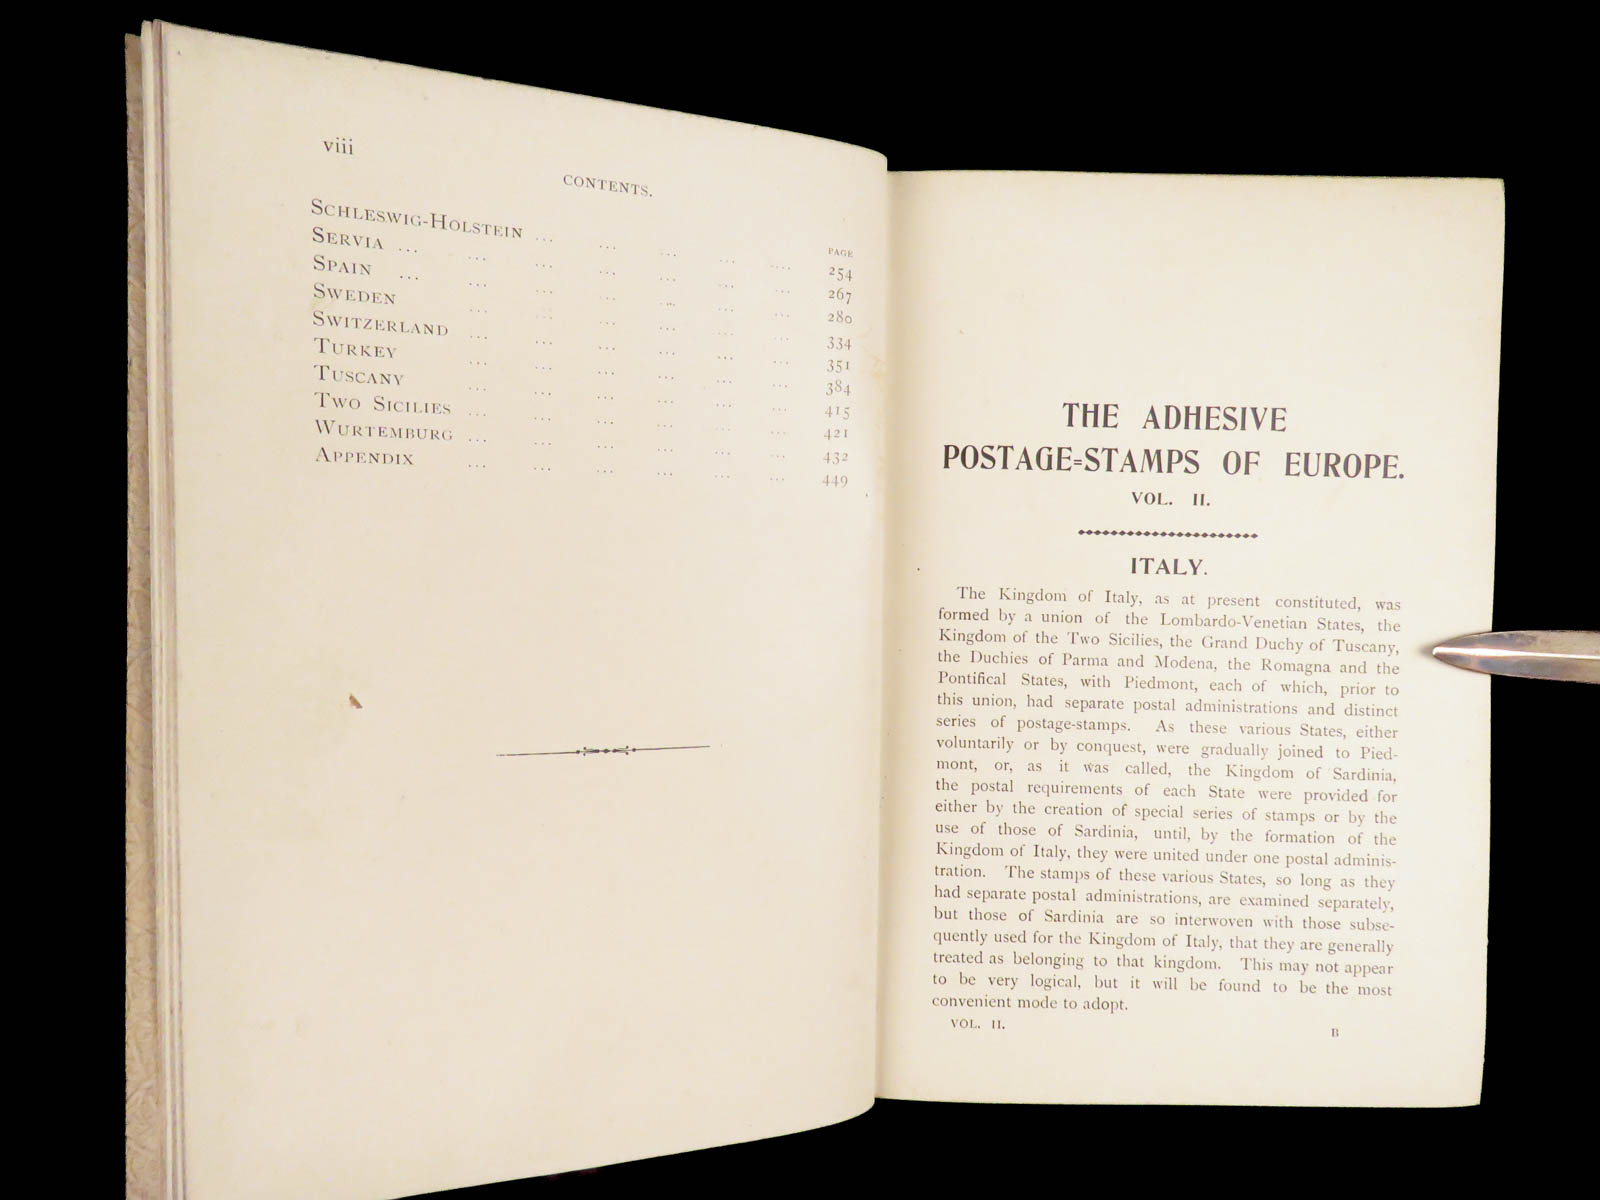 viii
CONTENTS.
PAGE
SCHLESWIG-HOLSTEIN ... ... ... ... .... 254
SERVIA ... ... ... ... ... ... ... 267
SPAIN ... ... ... ... ... ... ... 280
SWEDEN ... ... ... ... ... ... 334
SWITZERLAND ... ... ... ... ... ... 351
TURKEY ... ... ... ... ... ... 384
TUSCANY ... ... ... ... ... ... 415
TWO SICILIES ... ... ... ... ... ... 421
WURTEMBURG ... ... ... ... ... ... 432
APPENDIX ... ... ... ... ... ... 449
THE ADHESIVE
POSTAGE=STAMPS OF EUROPE.
VOL. II.
ITALY.
The Kingdom of Italy, as at present constituted, was
formed by a union of the Lombardo-Venetian States, the
Kingdom of the Two Sicilies, the Grand Duchy of Tuscany,
the Duchies of Parma and Modena, the Romagna and the
Pontifical States, with Piedmont, each of which, prior to
this union, had separate postal administrations and distinct
series of postage-stamps. As these various States, either
voluntarily or by conquest, were gradually joined to Pied-
mont, or, as it was called, the Kingdom of Sardinia,
the postal requirements of each State were provided for
either by the creation of special series of stamps or by the
use of those of Sardinia, until, by the formation of the
Kingdom of Italy, they were united under one postal adminis-
tration. The stamps of these various States, so long as they
had separate postal administrations, are examined separately,
but those of Sardinia are so interwoven with those subse-
quently used for the Kingdom of Italy, that they are generally
treated as belonging to that kingdom. This may not appear
to be very logical, but it will be found to be the most
convenient mode to adopt.
VOL. II. B